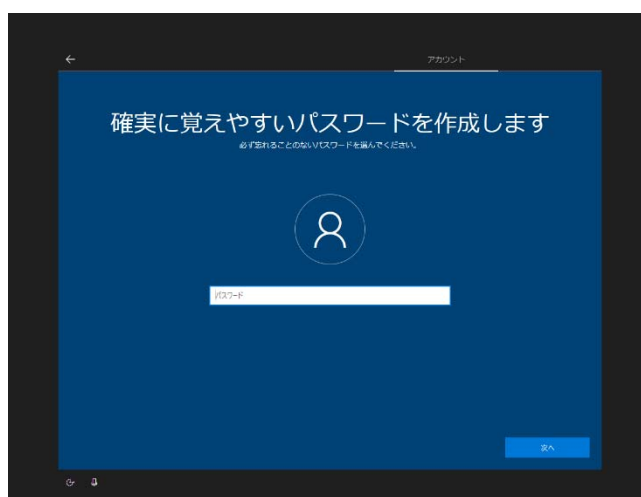 アカウント
確実に覚えやすいパスワードを作成します
必ず忘れることのないパスワードを選んでください。
パスワード
次へ